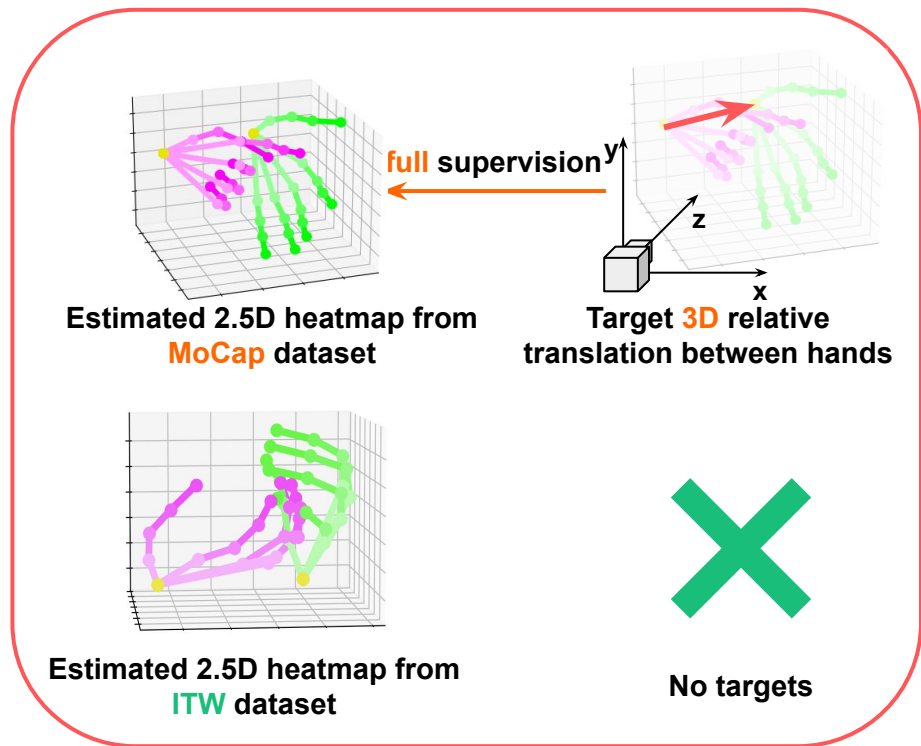 full supervision
y
z
x
Estimated 2.5D heatmap from
MoCap dataset
Target 3D relative
translation between hands
Estimated 2.5D heatmap from
ITW dataset
No targets